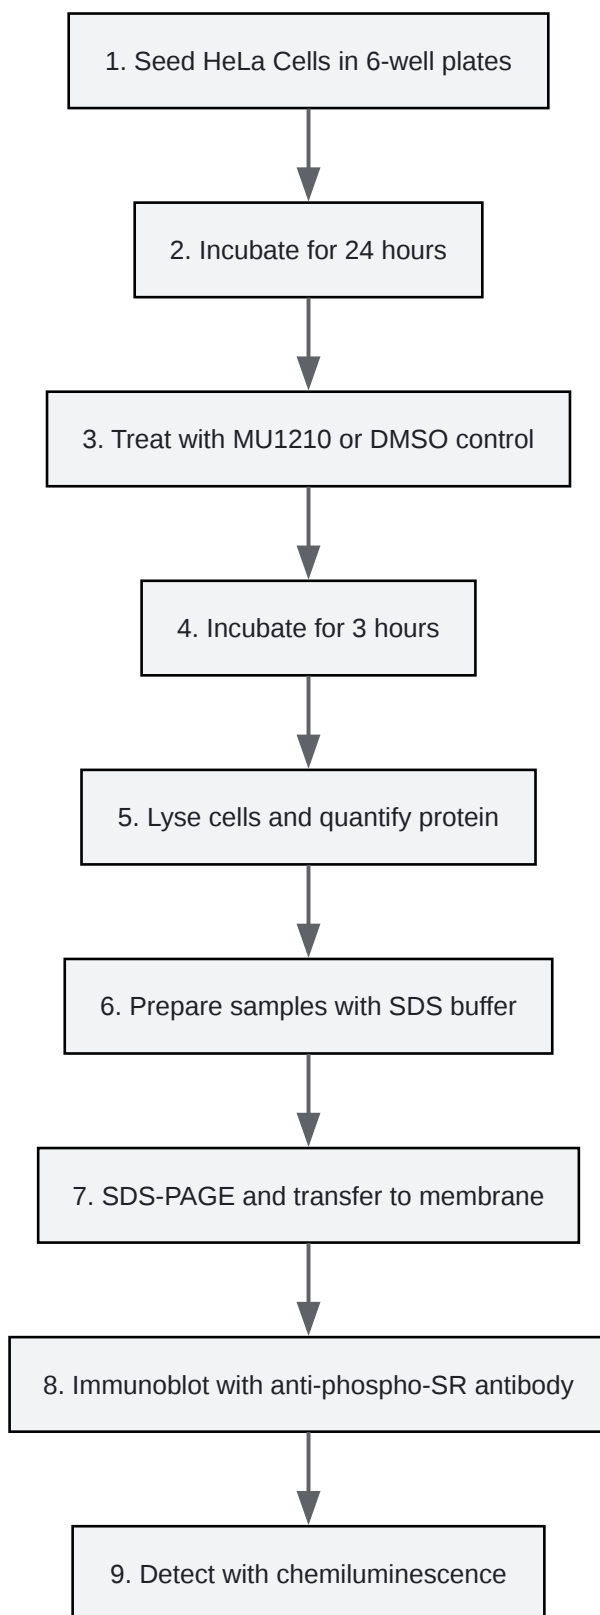 1. Seed HeLa Cells in 6-well plates
2. Incubate for 24 hours
3. Treat with MU1210 or DMSO control
4. Incubate for 3 hours
5. Lyse cells and quantify protein
6. Prepare samples with SDS buffer
7. SDS-PAGE and transfer to membrane
8. Immunoblot with anti-phospho-SR antibody
9. Detect with chemiluminescence